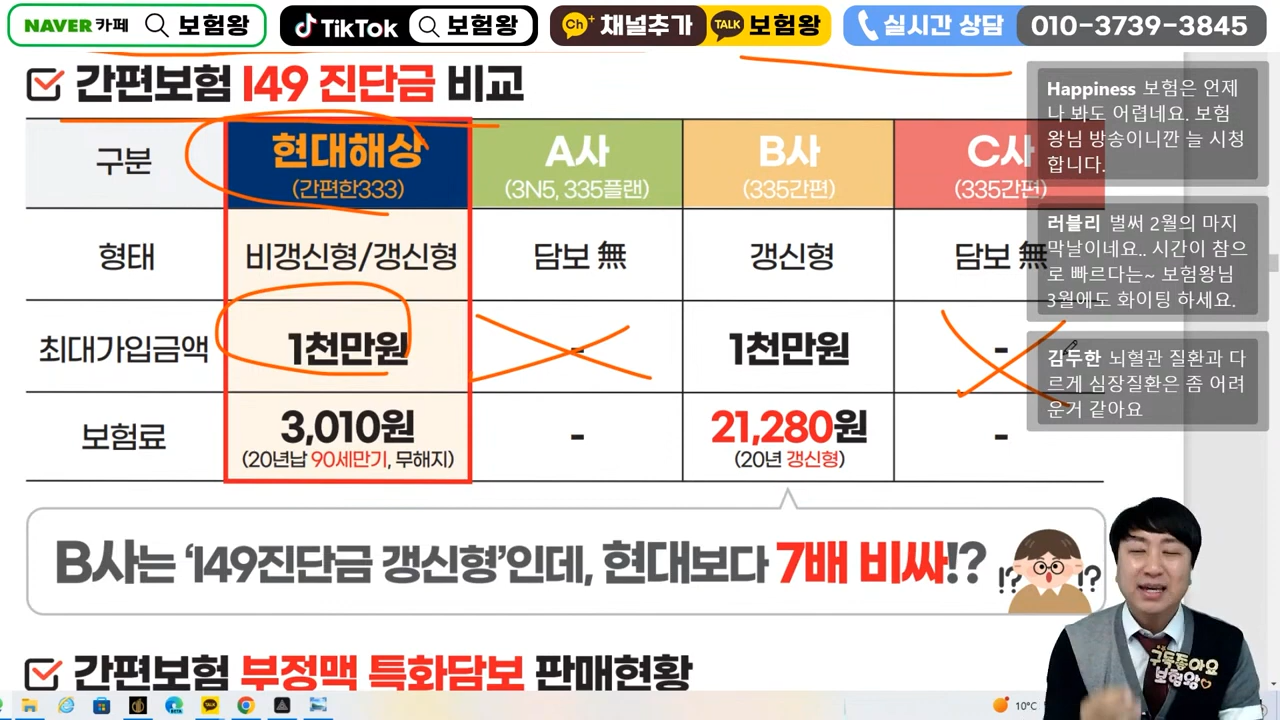 NAVER 카페 보험왕
TikTok 보험왕
Ch+ 채널추가 TALK 보험왕
실시간 상담 010-3739-3845
간편보험 I49 진단금 비교
구분 현대해상 A사 B사 C사
(간편한333) (3N5, 335플랜) (335간편) (335간편)
형태 비갱신형/갱신형 담보 無 갱신형 담보 無
최대가입금액 1천만원 - 1천만원 -
보험료 3,010원 - 21,280원 -
(20년납 90세만기, 무해지) (20년 갱신형)
B사는 'I49진단금 갱신형'인데, 현대보다 7배 비싸!?
!? !?
간편보험 부정맥 특화담보 판매현황
Happiness 보험은 언제
나 봐도 어렵네요. 보험
왕님 방송이니깐 늘 시청
합니다.
러블리 벌써 2월의 마지
막날이네요.. 시간이 참으
로 빠르다는~ 보험왕님
3월에도 화이팅 하세요.
김두한 뇌혈관 질환과 다
르게 심장질환은 좀 어려
운거 같아요
구독좋아요
보험왕
TALK
10°C